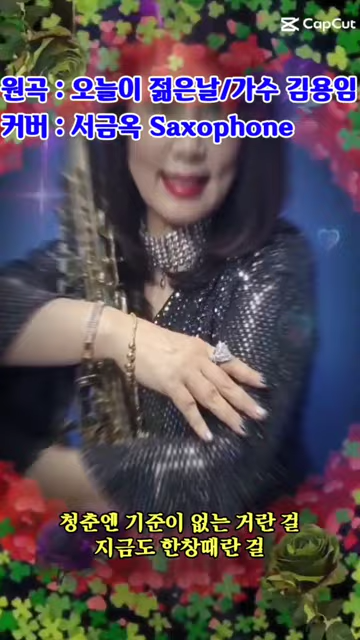 CapCut
원곡 : 오늘이 젊은날/가수 김용임
커버 : 서금옥 Saxophone
청춘엔 기준이 없는 거란 걸
지금도 한창때란 걸